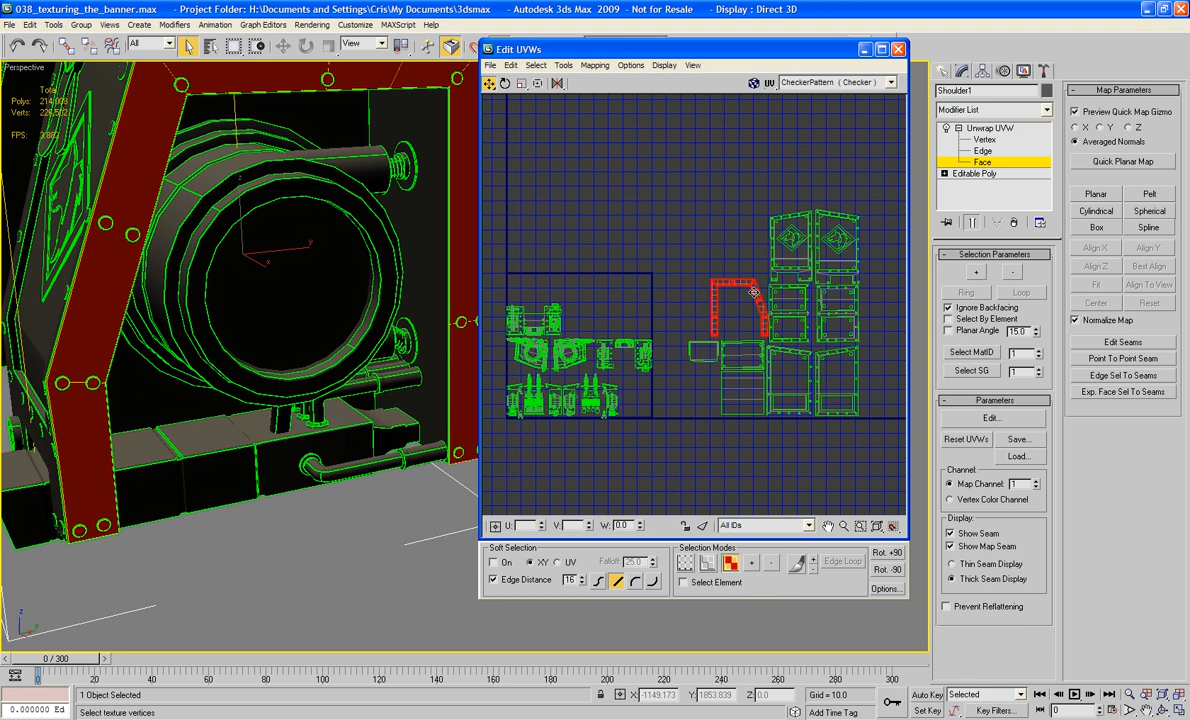 038_texturing_the_banner.max - Project Folder: H:\Documents and Settings\Cris\My Documents\3dsmax - Autodesk 3ds Max 2009 - Not for Resale - Display : Direct 3D
File Edit Tools Group Views Create Modifiers Animation Graph Editors Rendering Customize MAXScript Help
All View
Perspective
Total
Polys: 214,008
Verts:
FPS:
Edit UVWs
File Edit Select Tools Mapping Options Display View
UV CheckerPattern ( Checker )
z
y
x
U: V: W: 0.0 All IDs
Soft Selection
On XY UV Falloff: 25.0
Edge Distance 16
Selection Modes
+ - + - Edge Loop
Select Element
Rot. +90
Rot. -90
Options...
Shoulder1
Modifier List
Unwrap UVW
Vertex
Edge
Face
Editable Poly
- Selection Parameters
+ -
Ring Loop
Ignore Backfacing
Select By Element
Planar Angle 15.0
Select MatID 1
Select SG 1
- Parameters
Edit...
Reset UVWs Save...
Load...
Channel:
Map Channel: 1
Vertex Color Channel
Display:
Show Seam
Show Map Seam
Thin Seam Display
Thick Seam Display
Prevent Reflattening
- Map Parameters
Preview Quick Map Gizmo
X Y Z
Averaged Normals
Quick Planar Map
Planar Pelt
Cylindrical Spherical
Box Spline
Align X Align Y
Align Z Best Align
Fit Align To View
Center Reset
Normalize Map
Edit Seams
Point To Point Seam
Edge Sel To Seams
Exp. Face Sel To Seams
z
0 / 300
0 20 40 60 80 100 120 140 160 180 200 220 240 260 280 300
1 Object Selected X: -1149.173 Y: 1853.839 Z: 0.0 Grid = 10.0 Auto Key Selected
0.000000 Ed Select texture vertices Add Time Tag Set Key Key Filters... 0